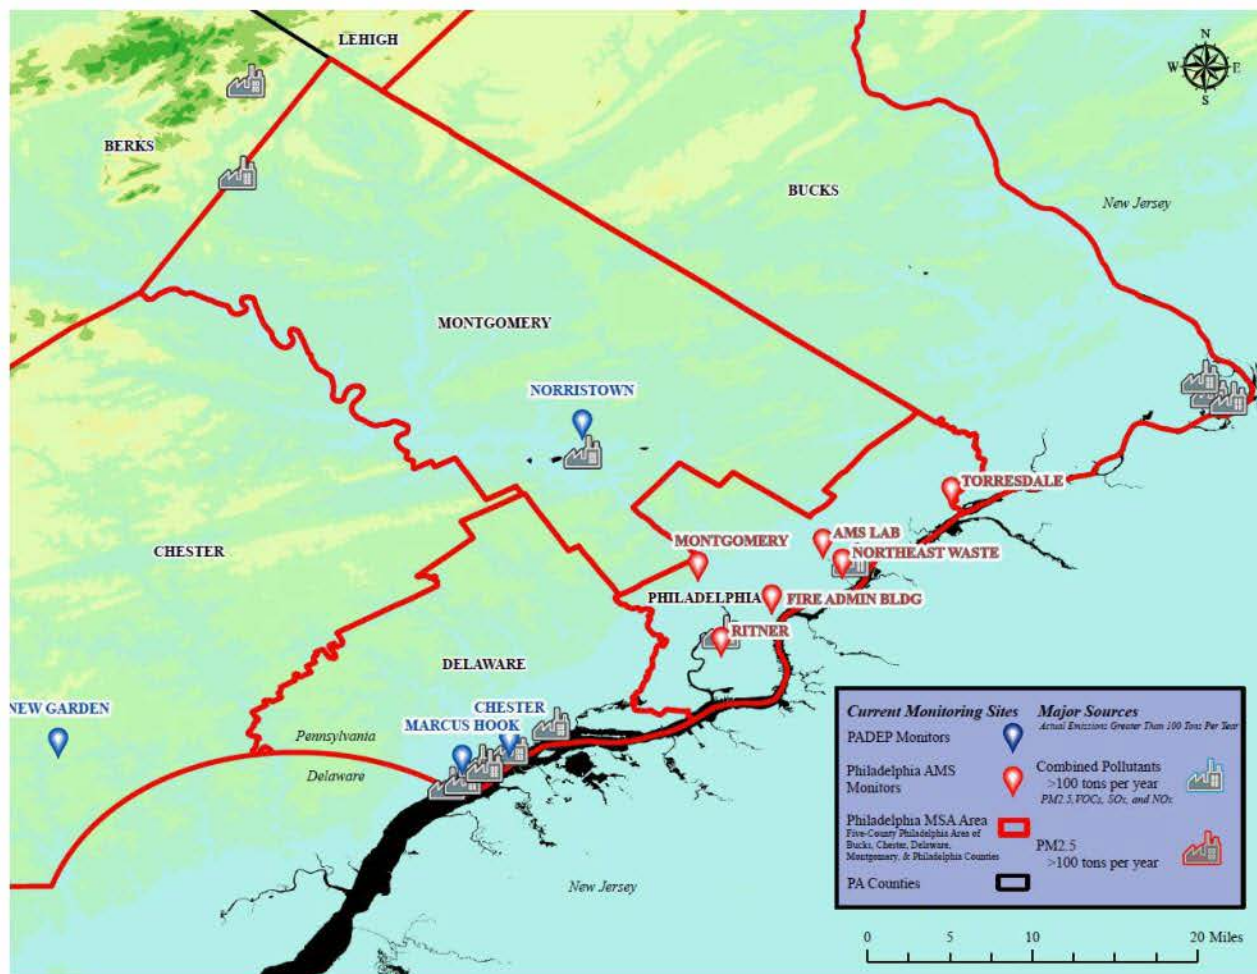 LEHIGH
N
W E
S
BERKS
BUCKS
New Jersey
MONTGOMERY
NORRISTOWN
TORRESDALE
AMS LAB
CHESTER
MONTGOMERY
NORTHEAST WASTE
PHILADELPHIA
FIRE ADMIN BLDG
RITNER
DELAWARE
NEW GARDEN
CHESTER
MARCUS HOOK
Pennsylvania
Delaware
New Jersey
Current Monitoring Sites
PADEP Monitors
Philadelphia AMS
Monitors
Philadelphia MSA Area
Five-County Philadelphia Area of
Bucks, Chester, Delaware,
Montgomery, & Philadelphia Counties
PA Counties
Major Sources
Actual Emissions Greater Than 100 Tons Per Year
Combined Pollutants
>100 tons per year
PM2.5, VOCs, SOx, and NOx
PM2.5
>100 tons per year
0 5 10 20 Miles